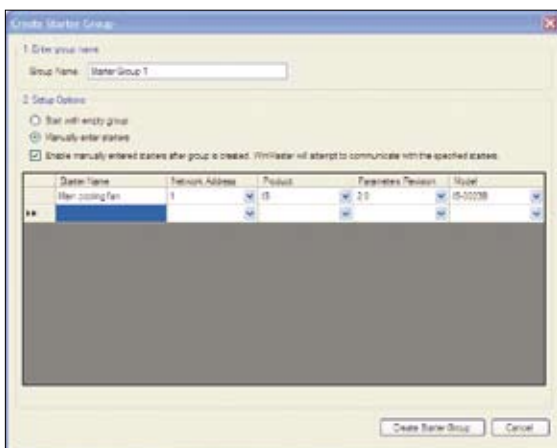 Create Starter Group
1. Enter group name
Group Name: Starter Group 1
2. Setup Options
Start with empty group
Manually enter starters
Enable manually entered starters after group is created. WinMaster will attempt to communicate with the specified starters.
Starter Name Network Address Product Parameters Revision Model
Main cooling fan 1 IS 2.0
Create Starter Group Cancel